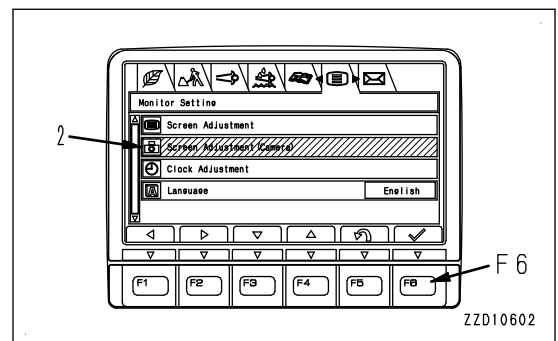 Monitor Setting
Screen Adjustment
2
Screen Adjustment(Camera)
Clock Adjustment
A Language English
F1 F2 F3 F4 F5 F6
F6
ZZD10602